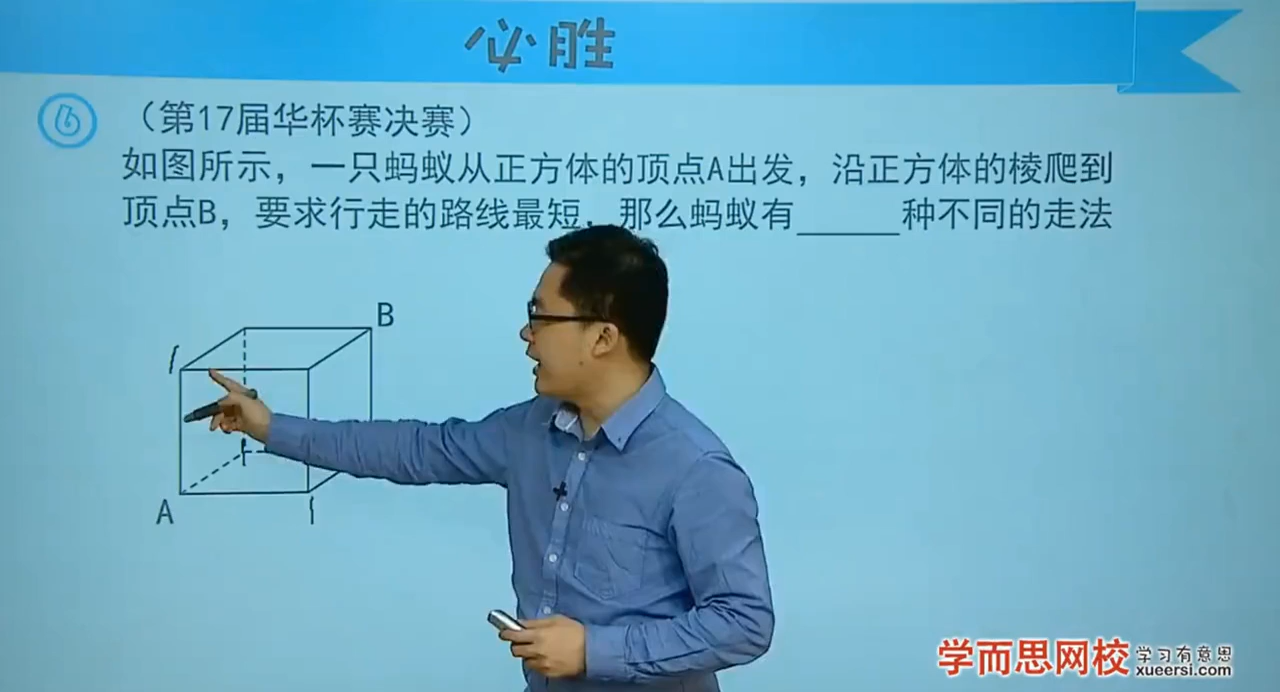 必胜
6
（第17届华杯赛决赛）
如图所示，一只蚂蚁从正方体的顶点A出发，沿正方体的棱爬到
顶点B，要求行走的路线最短，那么蚂蚁有______种不同的走法
B
1
1
A
1
学而思网校 学习有意思
xueersi.com